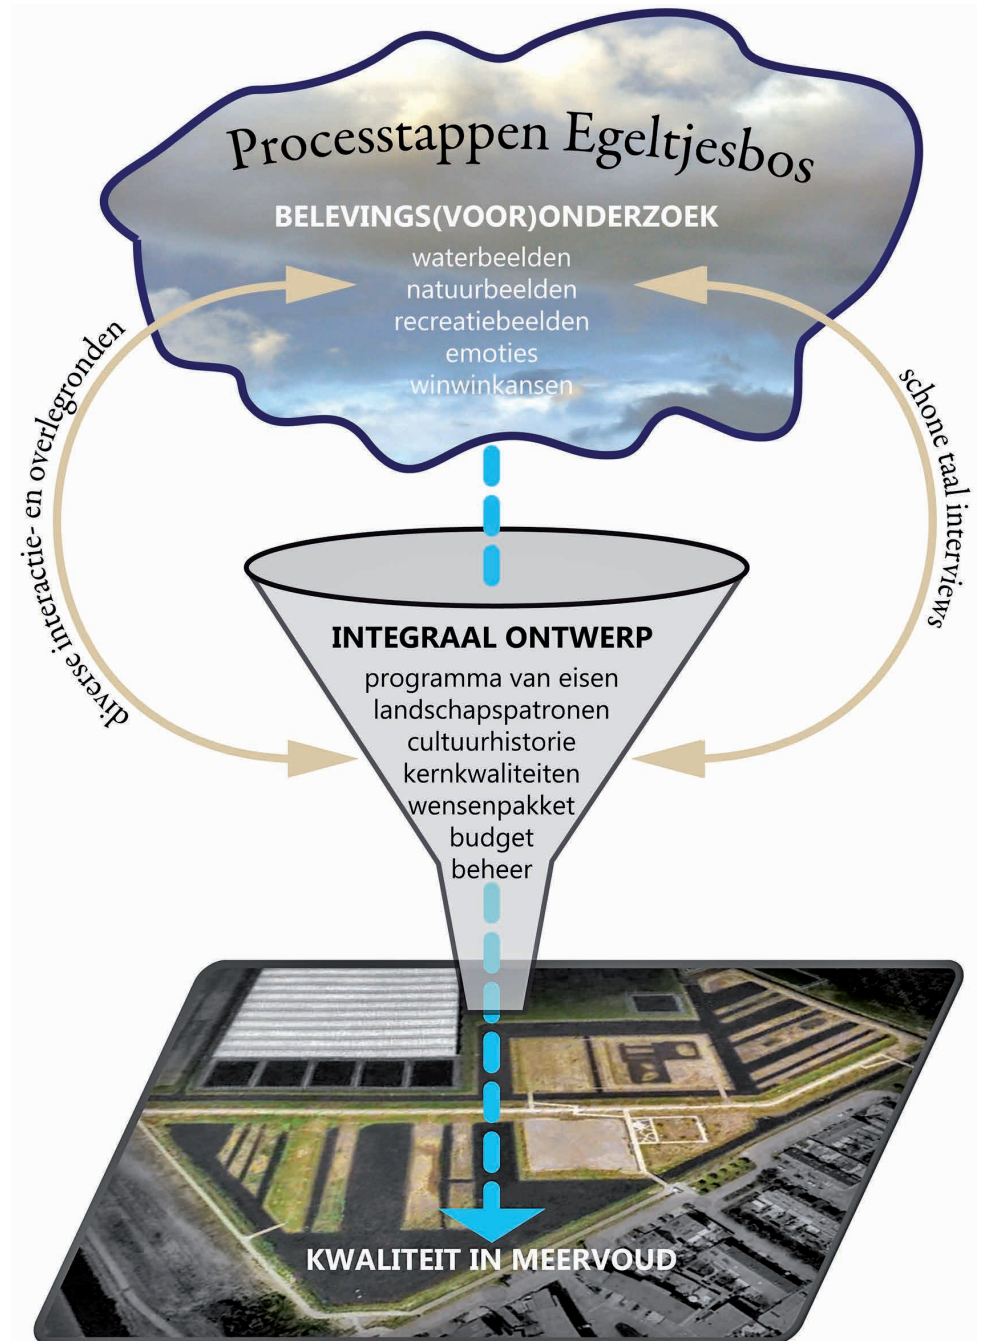 Processtappen Egeltjesbos
BELEVINGS(VOOR)ONDERZOEK
waterbeelden
natuurbeelden
recreatiebeelden
emoties
winwinkansen
diverse interactie- en overlegronden
schone taal interviews
INTEGRAAL ONTWERP
programma van eisen
landschapspatronen
cultuurhistorie
kernkwaliteiten
wensenpakket
budget
beheer
KWALITEIT IN MEERVOUD